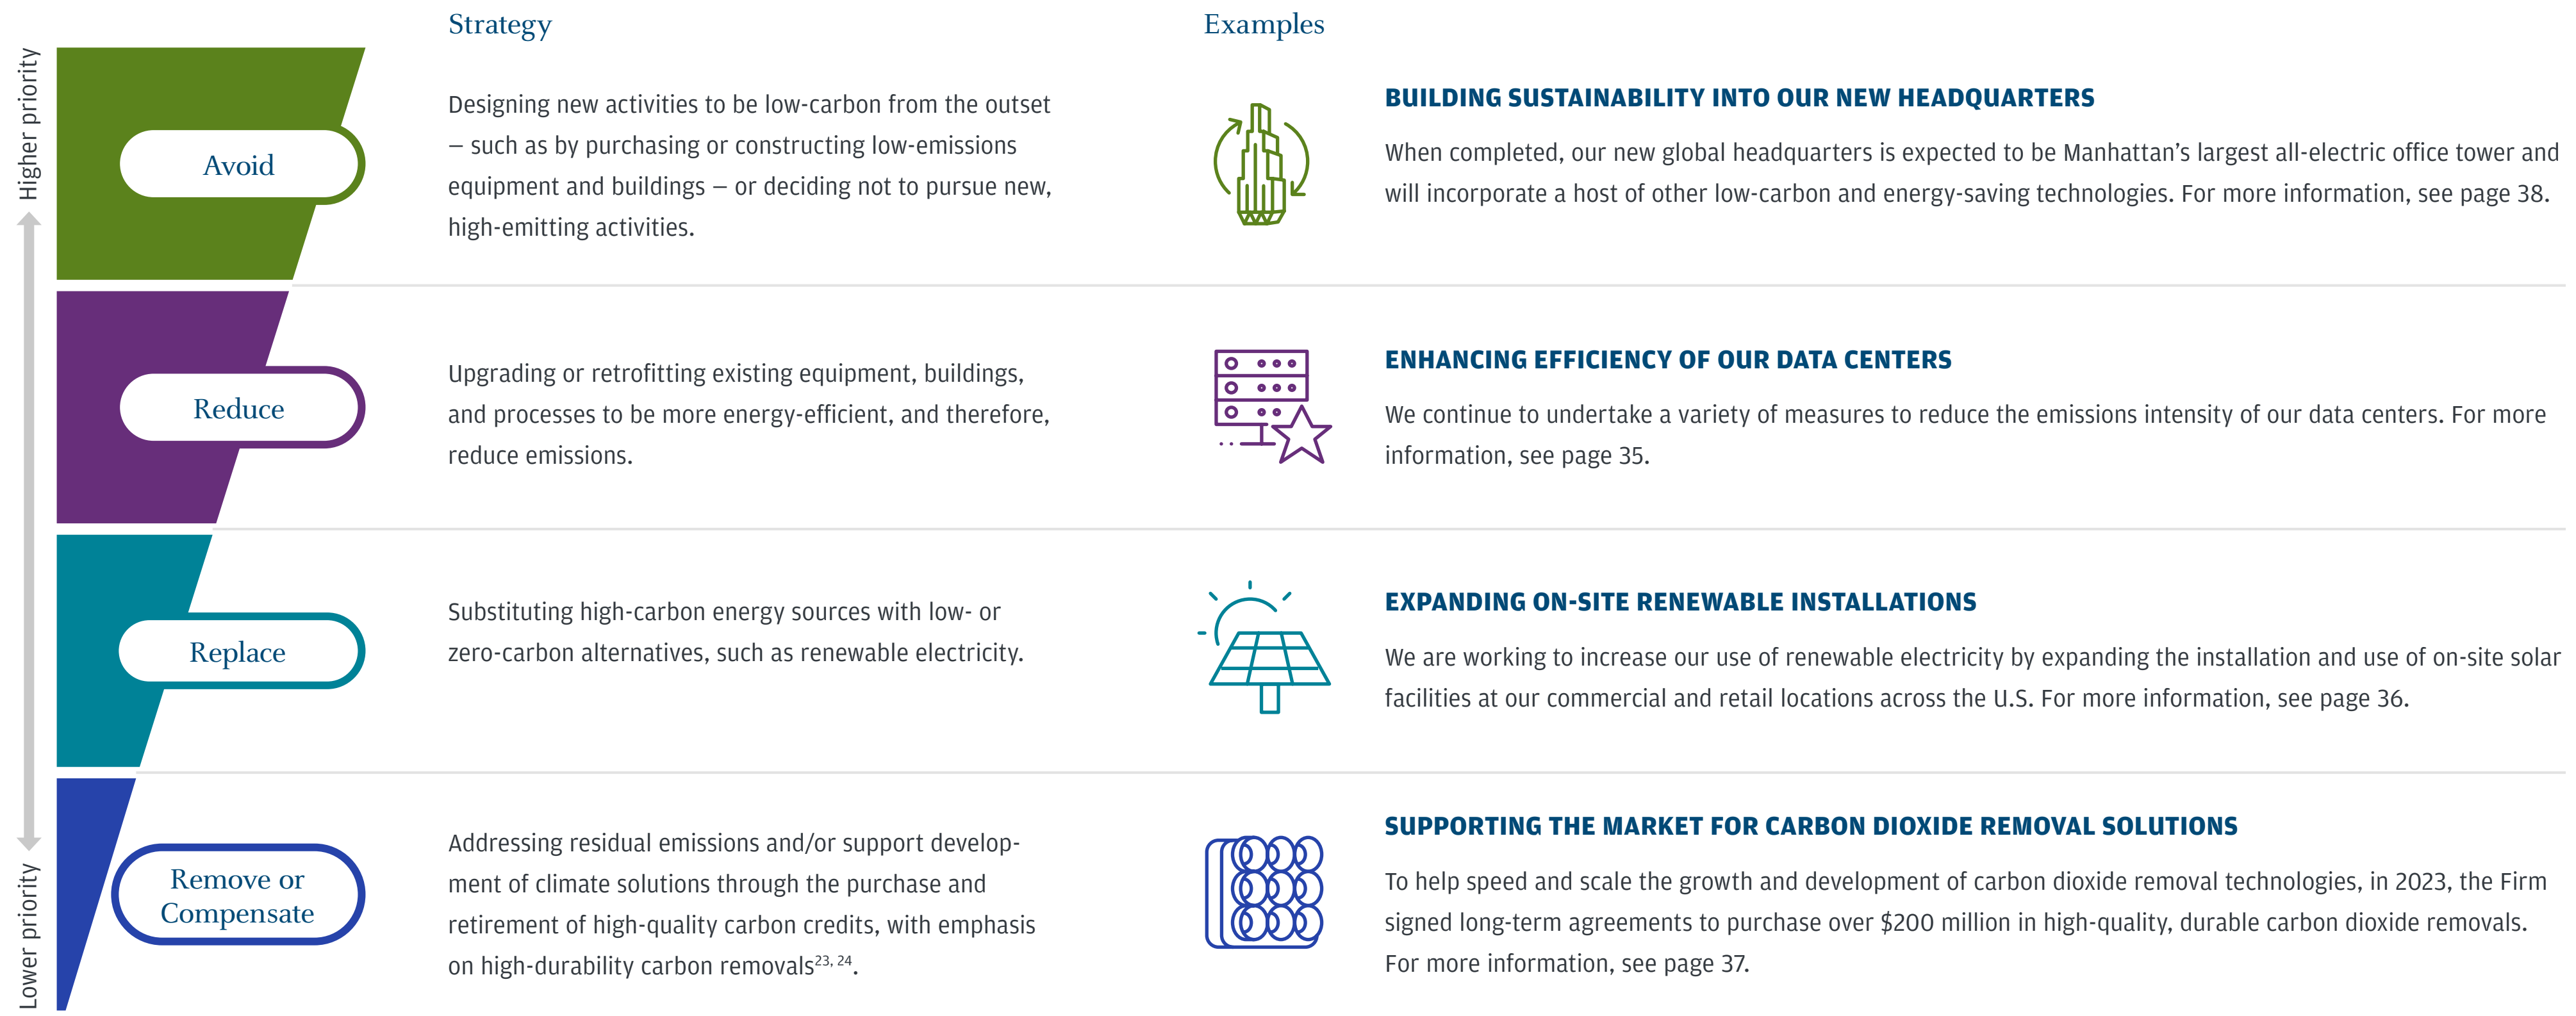 Strategy
Examples
Higher priority
Avoid
Designing new activities to be low-carbon from the outset
– such as by purchasing or constructing low-emissions
equipment and buildings – or deciding not to pursue new,
high-emitting activities.
BUILDING SUSTAINABILITY INTO OUR NEW HEADQUARTERS
When completed, our new global headquarters is expected to be Manhattan’s largest all-electric office tower and
will incorporate a host of other low-carbon and energy-saving technologies. For more information, see page 38.
Reduce
Upgrading or retrofitting existing equipment, buildings,
and processes to be more energy-efficient, and therefore,
reduce emissions.
ENHANCING EFFICIENCY OF OUR DATA CENTERS
We continue to undertake a variety of measures to reduce the emissions intensity of our data centers. For more
information, see page 35.
Replace
Substituting high-carbon energy sources with low- or
zero-carbon alternatives, such as renewable electricity.
EXPANDING ON-SITE RENEWABLE INSTALLATIONS
We are working to increase our use of renewable electricity by expanding the installation and use of on-site solar
facilities at our commercial and retail locations across the U.S. For more information, see page 36.
Lower priority
Remove or
Compensate
Addressing residual emissions and/or support develop-
ment of climate solutions through the purchase and
retirement of high-quality carbon credits, with emphasis
on high-durability carbon removals23, 24.
SUPPORTING THE MARKET FOR CARBON DIOXIDE REMOVAL SOLUTIONS
To help speed and scale the growth and development of carbon dioxide removal technologies, in 2023, the Firm
signed long-term agreements to purchase over $200 million in high-quality, durable carbon dioxide removals.
For more information, see page 37.